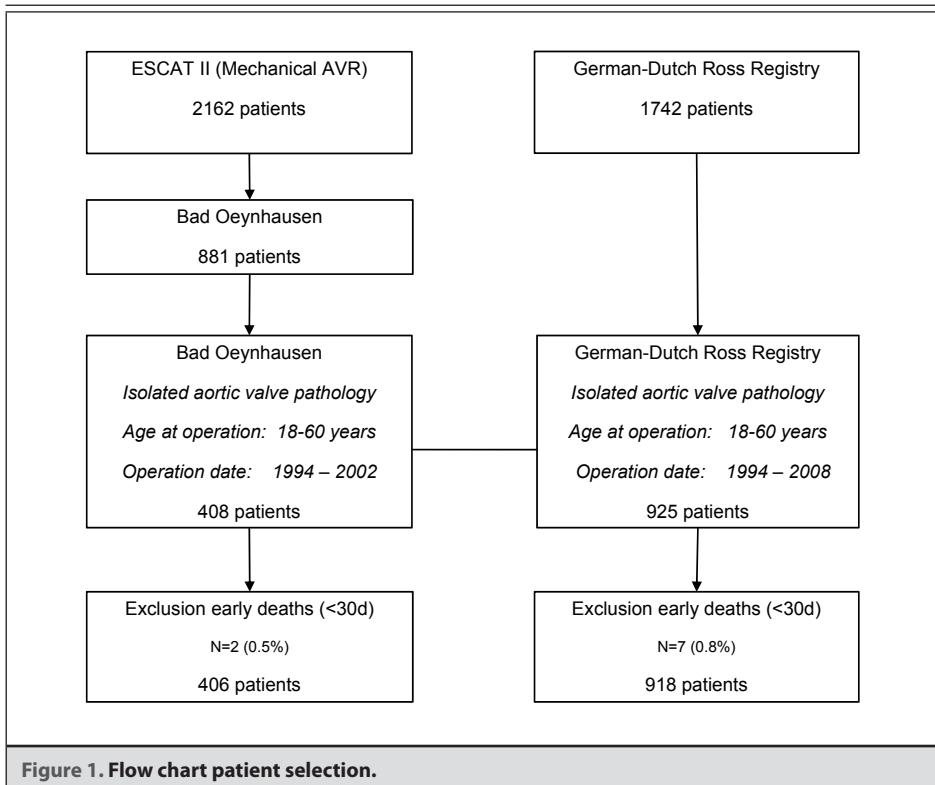 ESCAT II (Mechanical AVR)
2162 patients
German-Dutch Ross Registry
1742 patients
Bad Oeynhausen
881 patients
Bad Oeynhausen
Isolated aortic valve pathology
Age at operation: 18-60 years
Operation date: 1994 – 2002
408 patients
German-Dutch Ross Registry
Isolated aortic valve pathology
Age at operation: 18-60 years
Operation date: 1994 – 2008
925 patients
Exclusion early deaths (<30d)
N=2 (0.5%)
406 patients
Exclusion early deaths (<30d)
N=7 (0.8%)
918 patients
Figure 1. Flow chart patient selection.